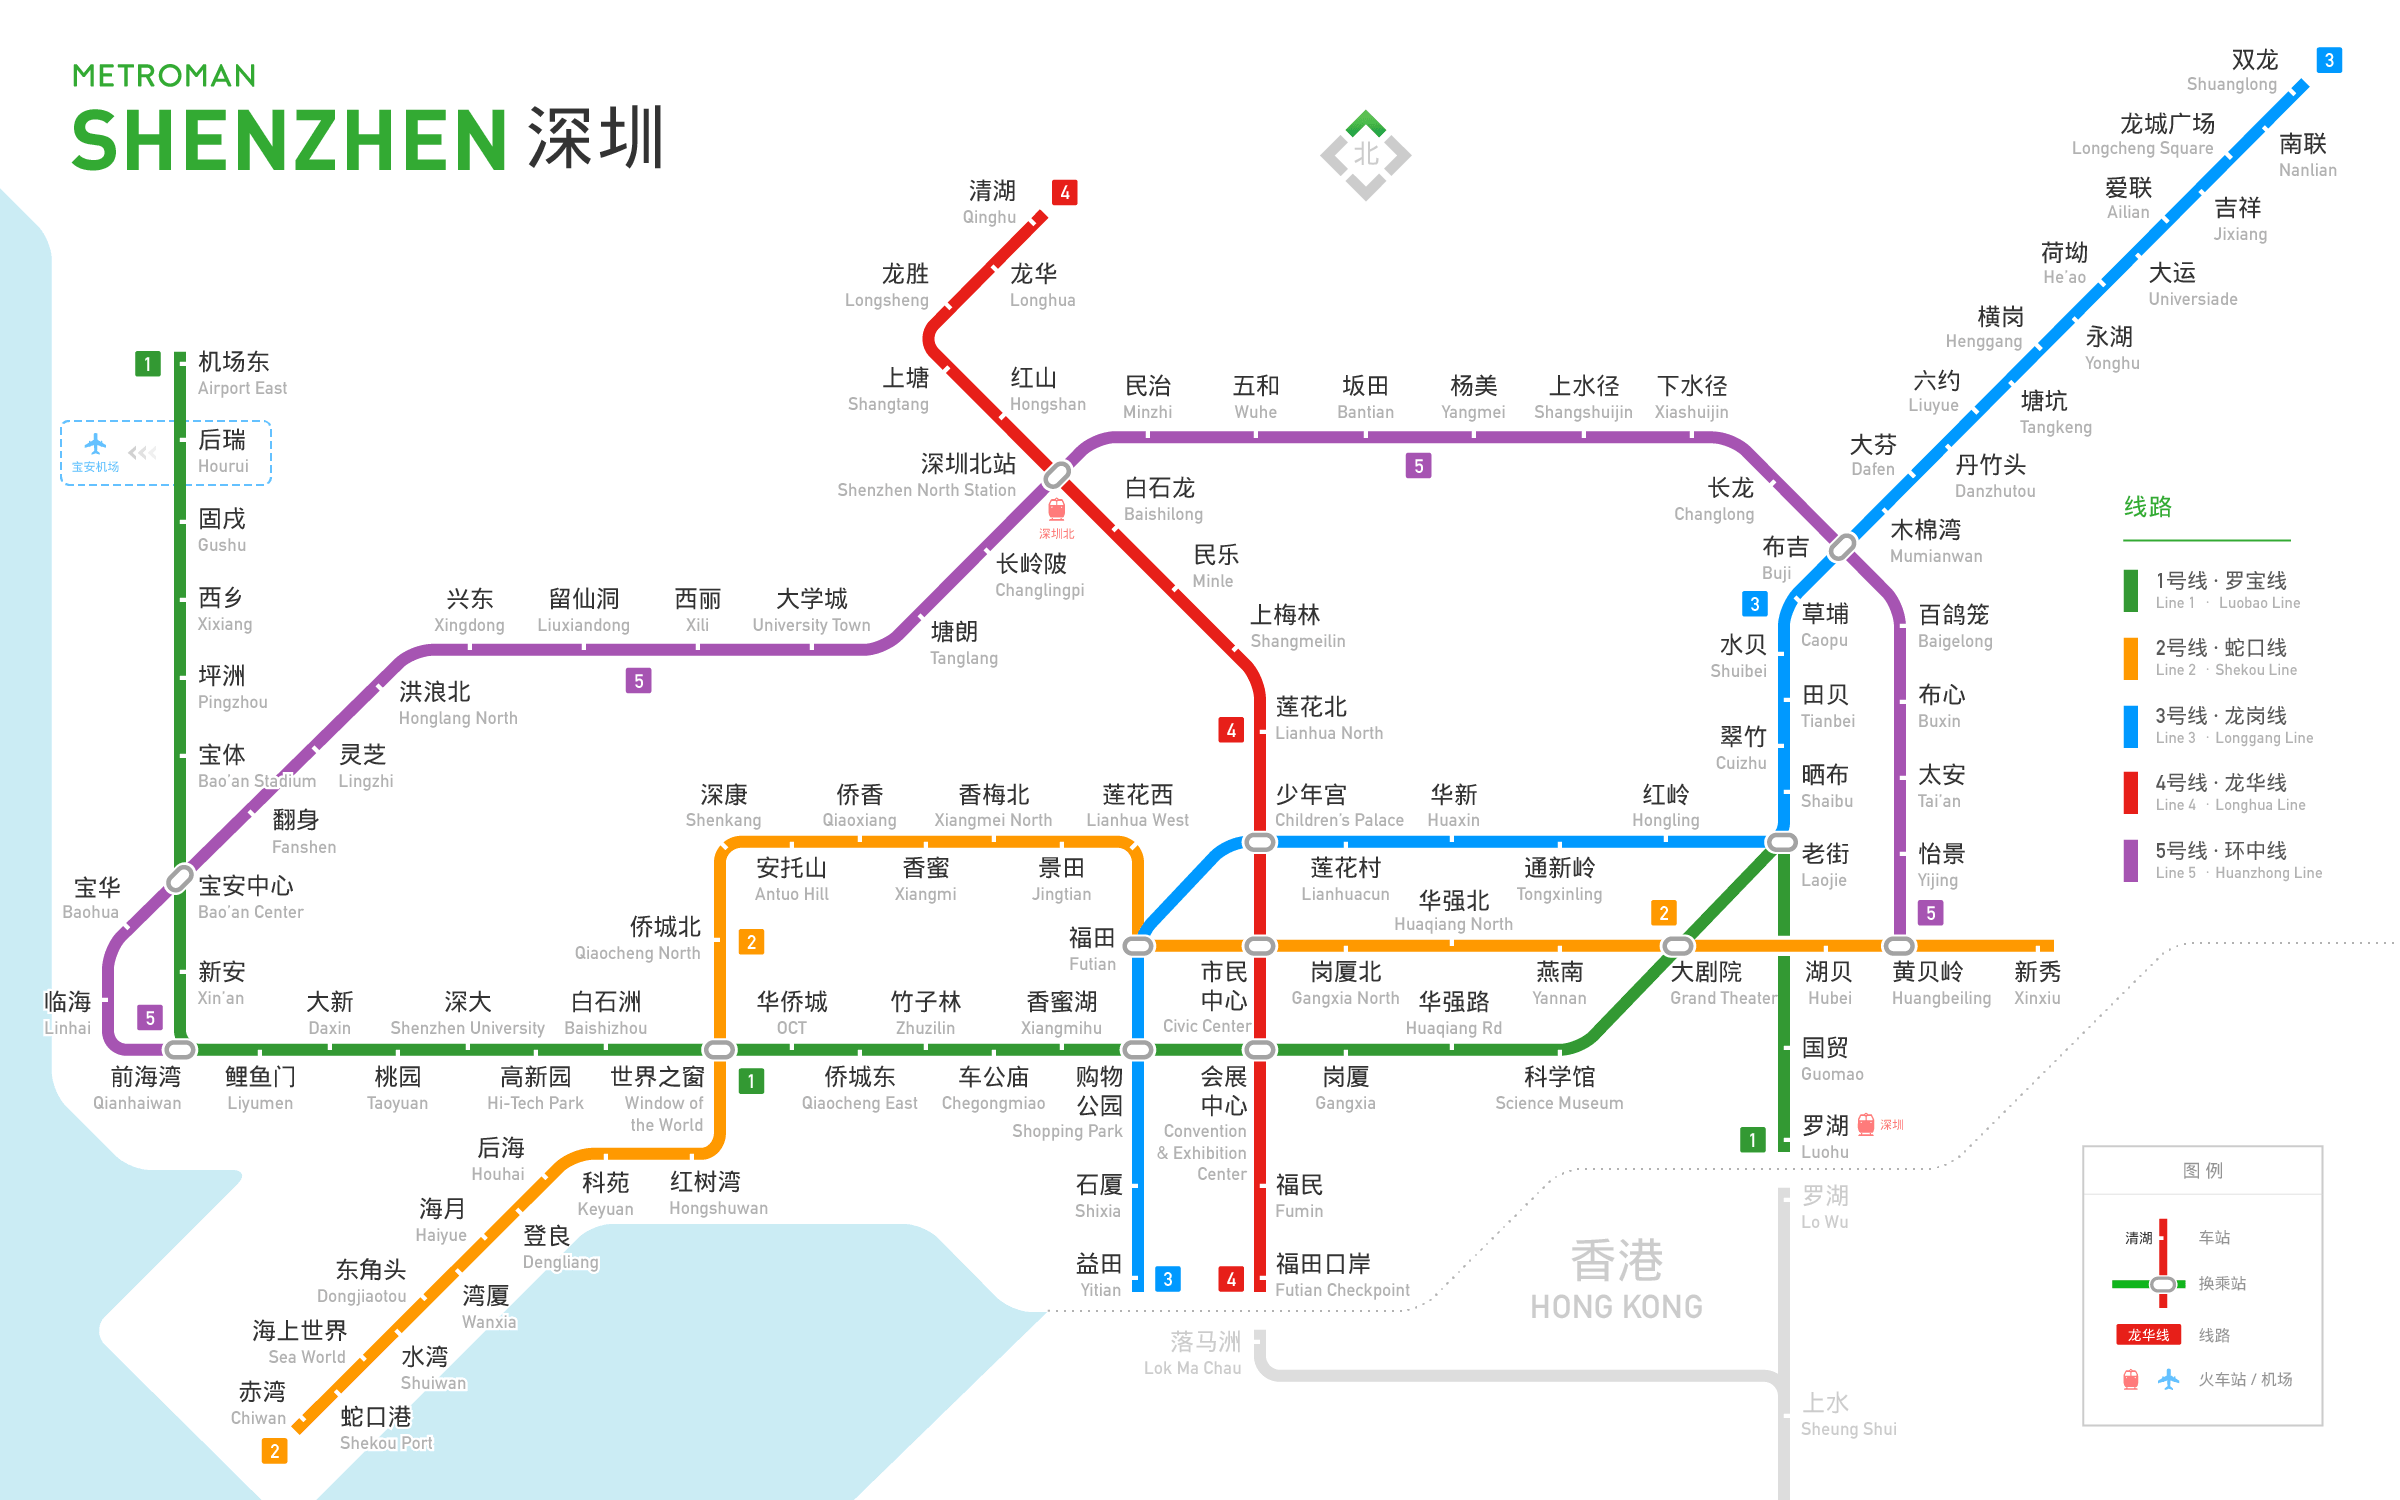 METROMAN
SHENZHEN 深圳
北
1
机场东
Airport East
宝安机场
后瑞
Hourui
固戌
Gushu
西乡
Xixiang
坪洲
Pingzhou
宝体
Bao'an Stadium
宝安中心
Bao'an Center
新安
Xin'an
5
前海湾
Qianhaiwan
临海
Linhai
宝华
Baohua
翻身
Fanshen
灵芝
Lingzhi
洪浪北
Honglang North
兴东
Xingdong
留仙洞
Liuxiandong
5
西丽
Xili
大学城
University Town
塘朗
Tanglang
长岭陂
Changlingpi
深圳北站
Shenzhen North Station
深圳北
民治
Minzhi
五和
Wuhe
坂田
Bantian
5
杨美
Yangmei
上水径
Shangshuijin
下水径
Xiashuijin
长龙
Changlong
布吉
Buji
百鸽笼
Baigelong
布心
Buxin
太安
Tai'an
怡景
Yijing
5
黄贝岭
Huangbeiling
4
清湖
Qinghu
龙华
Longhua
龙胜
Longsheng
上塘
Shangtang
红山
Hongshan
白石龙
Baishilong
民乐
Minle
上梅林
Shangmeilin
4
莲花北
Lianhua North
少年宫
Children's Palace
市民
中心
Civic Center
会展
中心
Convention
& Exhibition
Center
福民
Fumin
4
福田口岸
Futian Checkpoint
3
双龙
Shuanglong
南联
Nanlian
龙城广场
Longcheng Square
吉祥
Jixiang
爱联
Ailian
大运
Universiade
荷坳
He'ao
永湖
Yonghu
横岗
Henggang
塘坑
Tangkeng
六约
Liuyue
丹竹头
Danzhutou
大芬
Dafen
木棉湾
Mumianwan
3
草埔
Caopu
水贝
Shuibei
田贝
Tianbei
翠竹
Cuizhu
晒布
Shaibu
老街
Laojie
红岭
Hongling
通新岭
Tongxinling
华新
Huaxin
莲花村
Lianhuacun
福田
Futian
购物
公园
Shopping Park
石厦
Shixia
益田
Yitian
3
2
赤湾
Chiwan
蛇口港
Shekou Port
海上世界
Sea World
水湾
Shuiwan
东角头
Dongjiaotou
湾厦
Wanxia
海月
Haiyue
登良
Dengliang
后海
Houhai
科苑
Keyuan
红树湾
Hongshuwan
世界之窗
Window of
the World
1
侨城北
Qiaocheng North
2
深康
Shenkang
安托山
Antuo Hill
侨香
Qiaoxiang
香蜜
Xiangmi
香梅北
Xiangmei North
景田
Jingtian
莲花西
Lianhua West
岗厦北
Gangxia North
华强北
Huaqiang North
燕南
Yannan
2
大剧院
Grand Theater
湖贝
Hubei
新秀
Xinxiu
鲤鱼门
Liyumen
大新
Daxin
桃园
Taoyuan
深大
Shenzhen University
高新园
Hi-Tech Park
白石洲
Baishizhou
华侨城
OCT
侨城东
Qiaocheng East
竹子林
Zhuzilin
车公庙
Chegongmiao
香蜜湖
Xiangmihu
岗厦
Gangxia
华强路
Huaqiang Rd
科学馆
Science Museum
国贸
Guomao
罗湖
Luohu
深圳
1
罗湖
Lo Wu
落马洲
Lok Ma Chau
上水
Sheung Shui
香港
HONG KONG
线路
1号线 · 罗宝线
Line 1 · Luobao Line
2号线 · 蛇口线
Line 2 · Shekou Line
3号线 · 龙岗线
Line 3 · Longgang Line
4号线 · 龙华线
Line 4 · Longhua Line
5号线 · 环中线
Line 5 · Huanzhong Line
图 例
清湖
车站
换乘站
龙华线
线路
火车站 / 机场